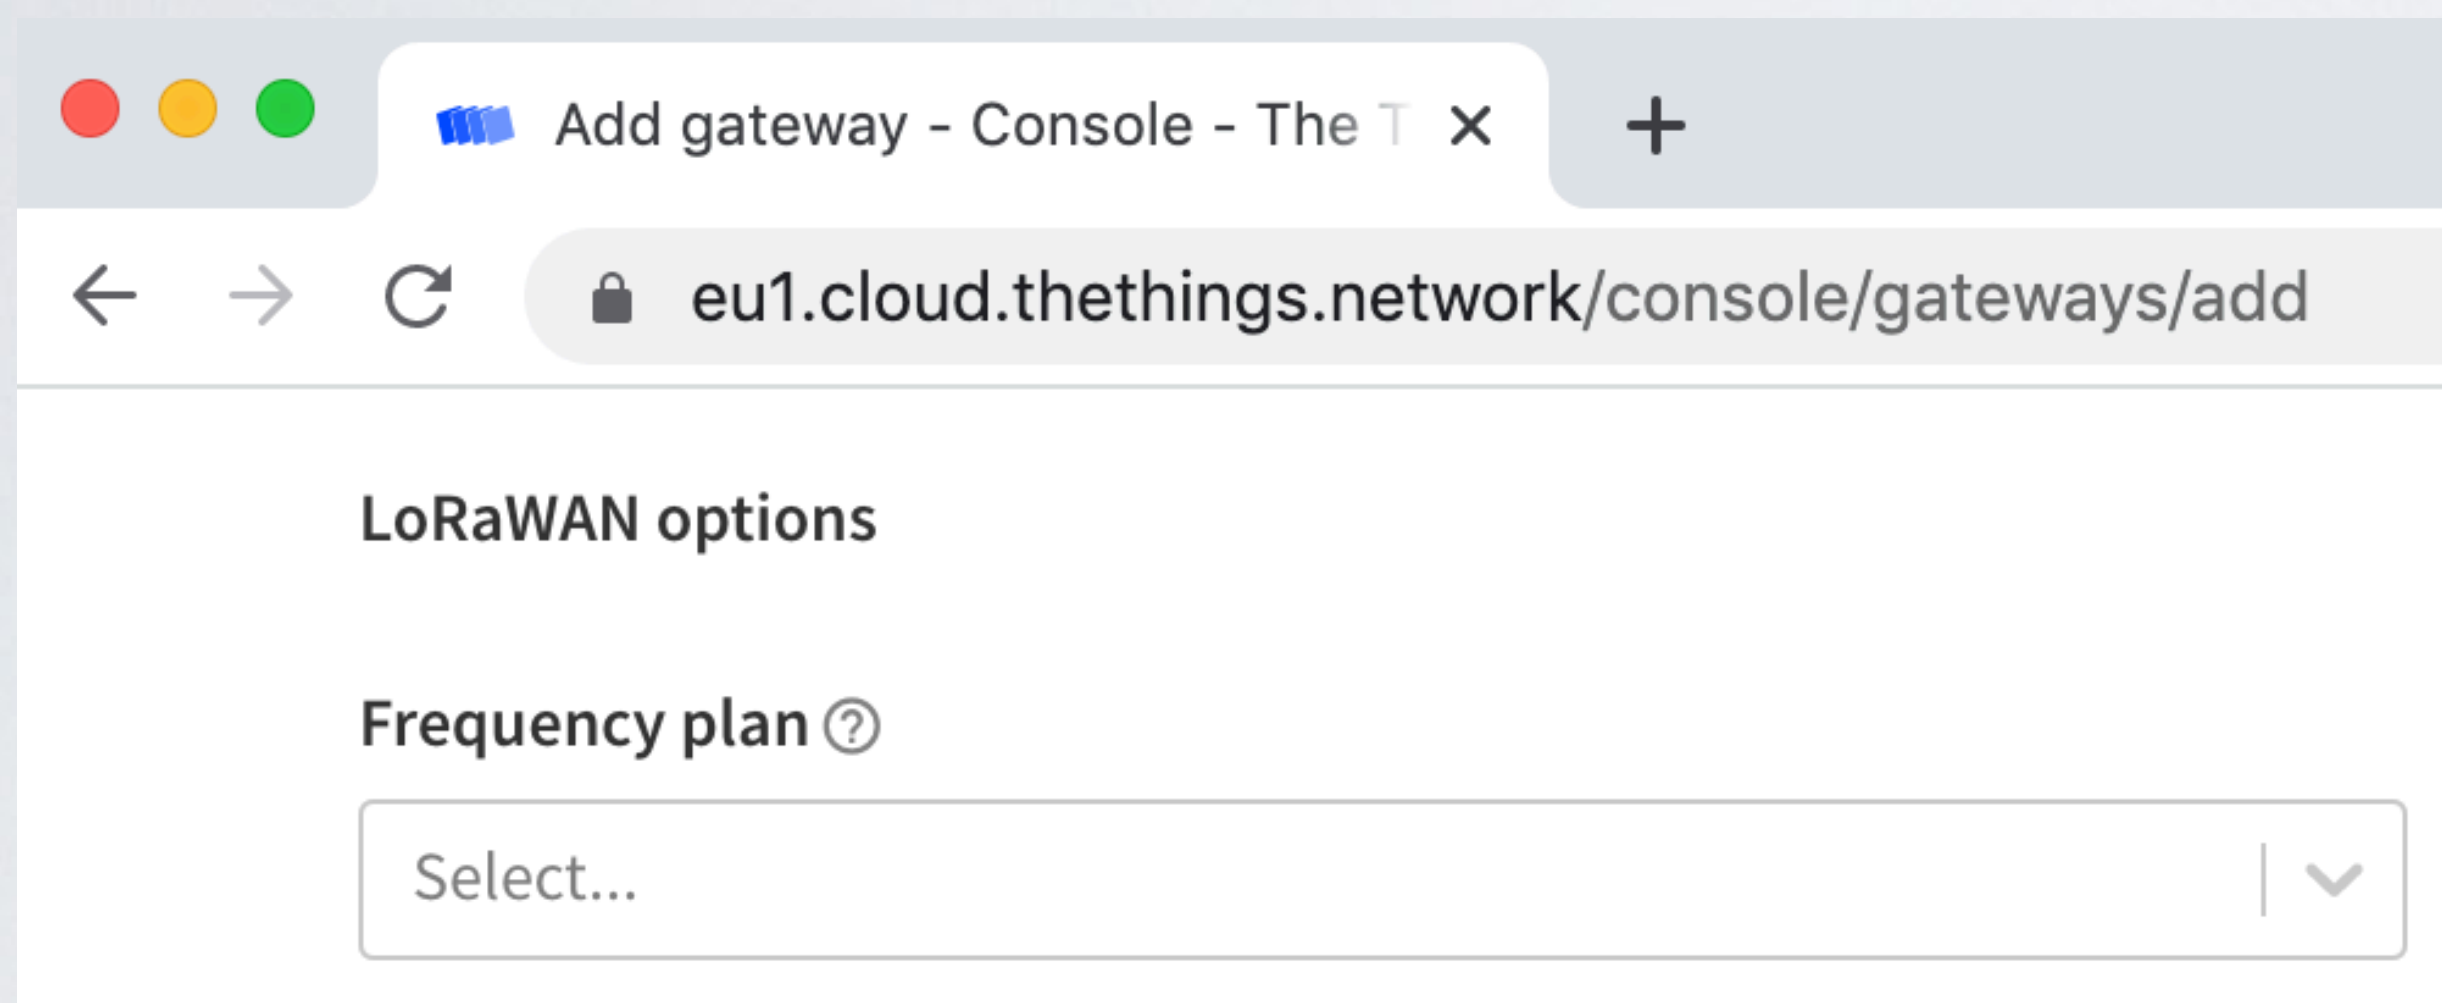 Add gateway - Console - The T
eu1.cloud.thethings.network/console/gateways/add
LoRaWAN options
Frequency plan
Select...